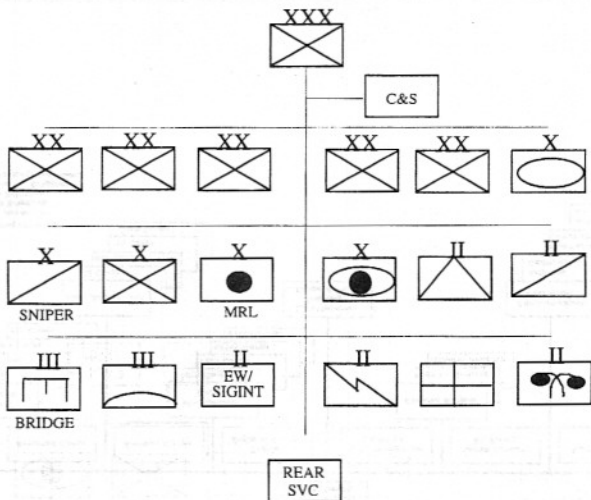 XXX
C&S
XX XX XX XX XX X
X X X X II II
SNIPER MRL
III III II II II
EW/
SIGINT
BRIDGE
REAR
SVC